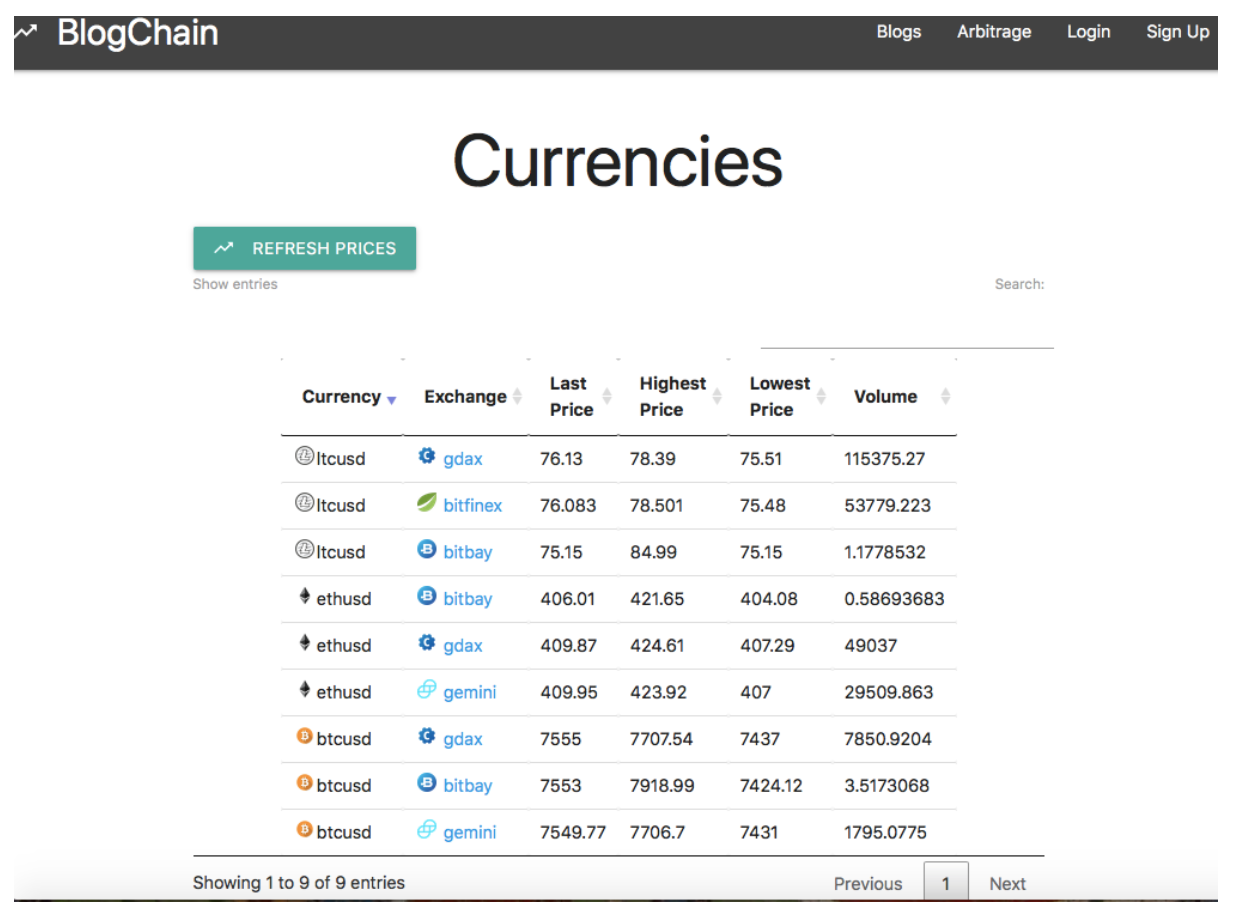 BlogChain Blogs Arbitrage Login Sign Up
Currencies
REFRESH PRICES
Show entries Search:
Currency Exchange Last Price Highest Price Lowest Price Volume
ltcusd gdax 76.13 78.39 75.51 115375.27
ltcusd bitfinex 76.083 78.501 75.48 53779.223
ltcusd bitbay 75.15 84.99 75.15 1.1778532
ethusd bitbay 406.01 421.65 404.08 0.58693683
ethusd gdax 409.87 424.61 407.29 49037
ethusd gemini 409.95 423.92 407 29509.863
btcusd gdax 7555 7707.54 7437 7850.9204
btcusd bitbay 7553 7918.99 7424.12 3.5173068
btcusd gemini 7549.77 7706.7 7431 1795.0775
Showing 1 to 9 of 9 entries Previous 1 Next